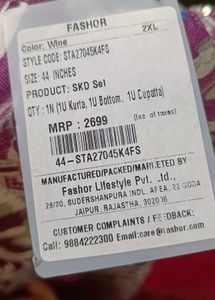 FASHOR
Color: Wine 2XL
STYLE CODE: STA27045K4FS
SIZE: 44 INCHES
PRODUCT: SKD Set
QTY : 1N (1U Kurta, 1U Bottom, 1U Cupatta)
MRP : 2699
(Inc of taxes)
44-STA27045K4FS
MANUFACTURED/PACKED/MARKETED BY
Fashor Lifestyle Pvt. Ltd.,
28/30, SUDERSHANPURA INDL. AREA, 22 GODA
JAIPUR, RAJASTHA, 302006
CUSTOMER COMPLAINTS / FEEDBACK:
Call: 9884222300 Email:care@fashor.com